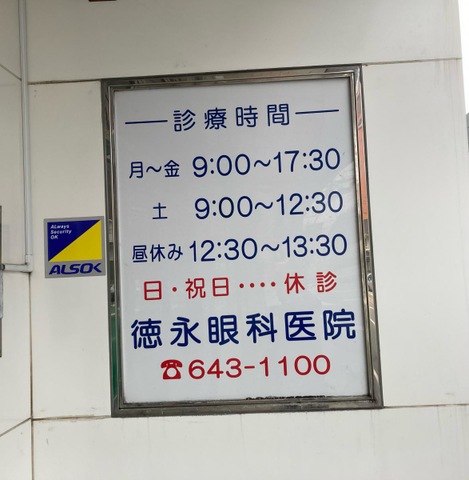 診療時間
月～金 9:00～17:30
土 9:00～12:30
昼休み 12:30～13:30
日・祝日････休診
徳永眼科医院
☎643-1100
ALways
Security
OK
ALSOK